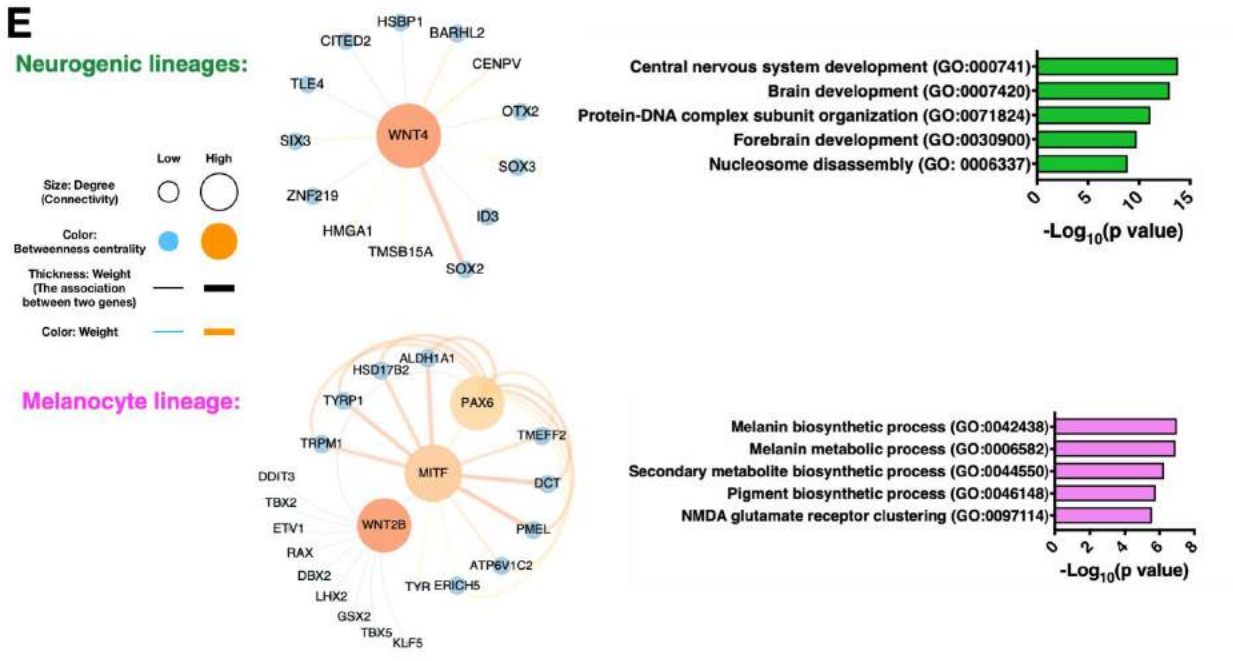 E
Neurogenic lineages:
Low High
Size: Degree
(Connectivity)
Color:
Betweenness centrality
Thickness: Weight
(The association
between two genes)
Color: Weight
HSBP1
BARHL2
CITED2
CENPV
TLE4
OTX2
WNT4
SIX3
SOX3
ZNF219
ID3
HMGA1
TMSB15A
SOX2
Central nervous system development (GO:000741)
Brain development (GO:0007420)
Protein-DNA complex subunit organization (GO:0071824)
Forebrain development (GO:0030900)
Nucleosome disassembly (GO: 0006337)
0 5 10 15
-Log10(p value)
Melanocyte lineage:
ALDH1A1
HSD17B2
TYRP1
PAX6
TRPM1
TMEFF2
MITF
DDIT3
DCT
TBX2
WNT2B
ETV1
PMEL
RAX
ATP6V1C2
DBX2
TYR ERICH5
LHX2
GSX2
TBX5
KLF5
Melanin biosynthetic process (GO:0042438)
Melanin metabolic process (GO:0006582)
Secondary metabolite biosynthetic process (GO:0044550)
Pigment biosynthetic process (GO:0046148)
NMDA glutamate receptor clustering (GO:0097114)
0 2 4 6 8
-Log10(p value)